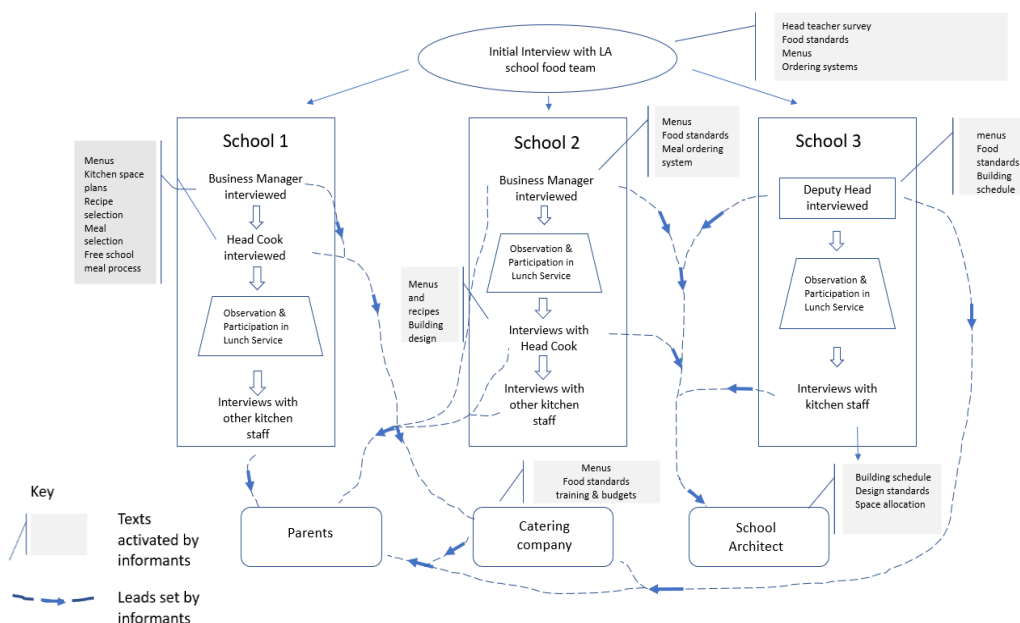 Initial Interview with LA
school food team
Head teacher survey
Food standards
Menus
Ordering systems
School 1
Menus
Kitchen space
plans
Recipe
selection
Meal
selection
Free school
meal process
Business Manager
interviewed
Head Cook
interviewed
Observation &
Participation in
Lunch Service
Interviews with
other kitchen
staff
School 2
Menus
Food standards
Meal ordering
system
Business Manager
interviewed
Observation &
Participation in
Lunch Service
Menus
and
recipes
Building
design
Interviews with
Head Cook
Interviews with
other kitchen
staff
School 3
menus
Food
standards
Building
schedule
Deputy Head
interviewed
Observation &
Participation in
Lunch Service
Interviews with
kitchen staff
Menus
Food standards
training & budgets
Building schedule
Design standards
Space allocation
Parents
Catering
company
School
Architect
Key
Texts
activated by
informants
Leads set by
informants